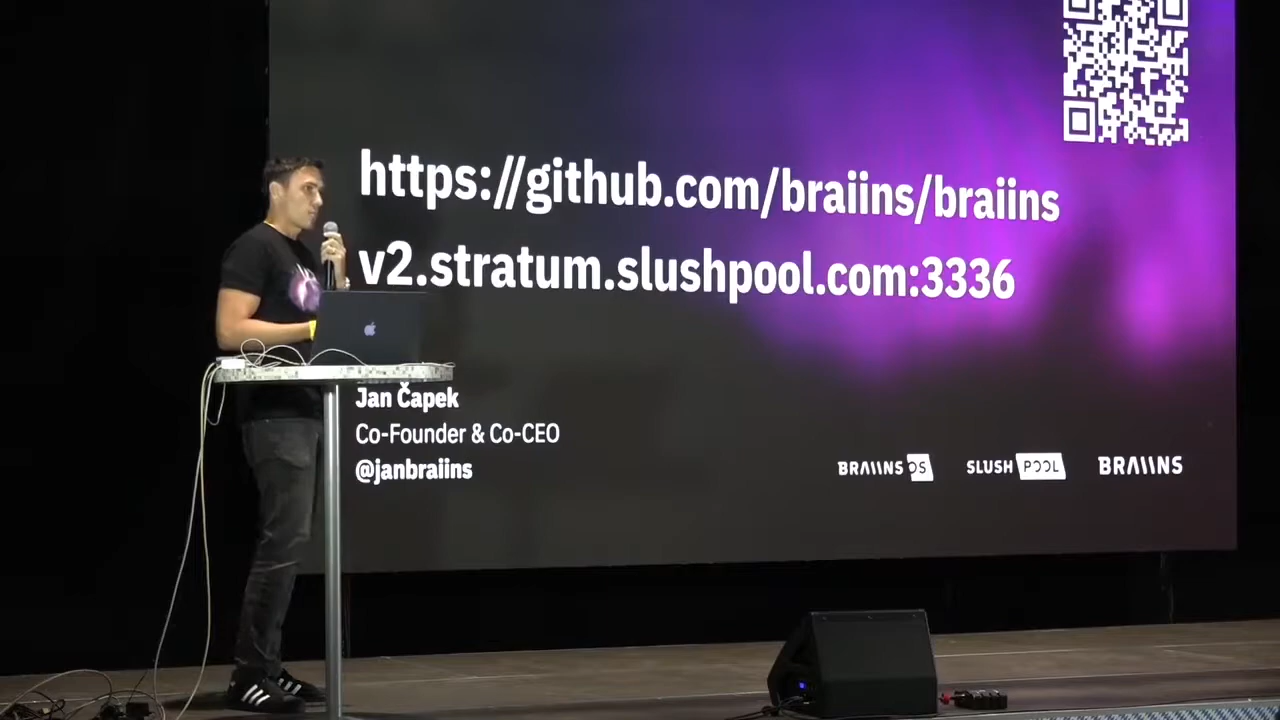 https://github.com/braiins/braiins
v2.stratum.slushpool.com:3336
Jan Čapek
Co-Founder & Co-CEO
@janbraiins
BRAIINS OS SLUSH POOL BRAIINS